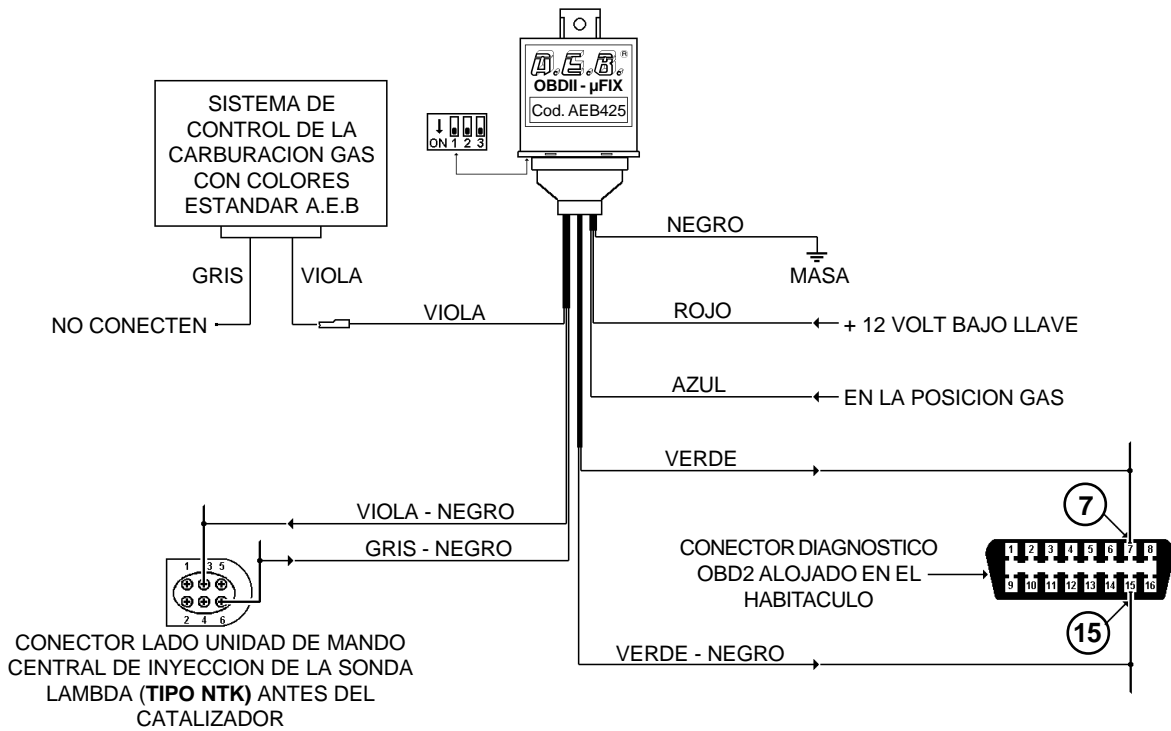 A.E.B.®
OBDII - µFIX
Cod. AEB425
SISTEMA DE
CONTROL DE LA
CARBURACION GAS
CON COLORES
ESTANDAR A.E.B
ON 1 2 3
NEGRO
MASA
GRIS
VIOLA
NO CONECTEN
VIOLA
ROJO
+ 12 VOLT BAJO LLAVE
AZUL
EN LA POSICION GAS
VERDE
VIOLA - NEGRO
GRIS - NEGRO
7
CONECTOR DIAGNOSTICO
OBD2 ALOJADO EN EL
HABITACULO
1 2 3 4 5 6 7 8
9 10 11 12 13 14 15 16
15
1 3 5
2 4 6
CONECTOR LADO UNIDAD DE MANDO
CENTRAL DE INYECCION DE LA SONDA
LAMBDA (TIPO NTK) ANTES DEL
CATALIZADOR
VERDE - NEGRO